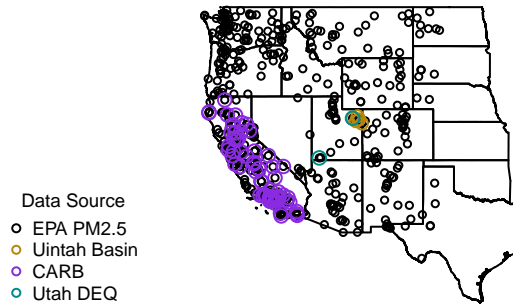 Data Source
EPA PM2.5
Uintah Basin
CARB
Utah DEQ